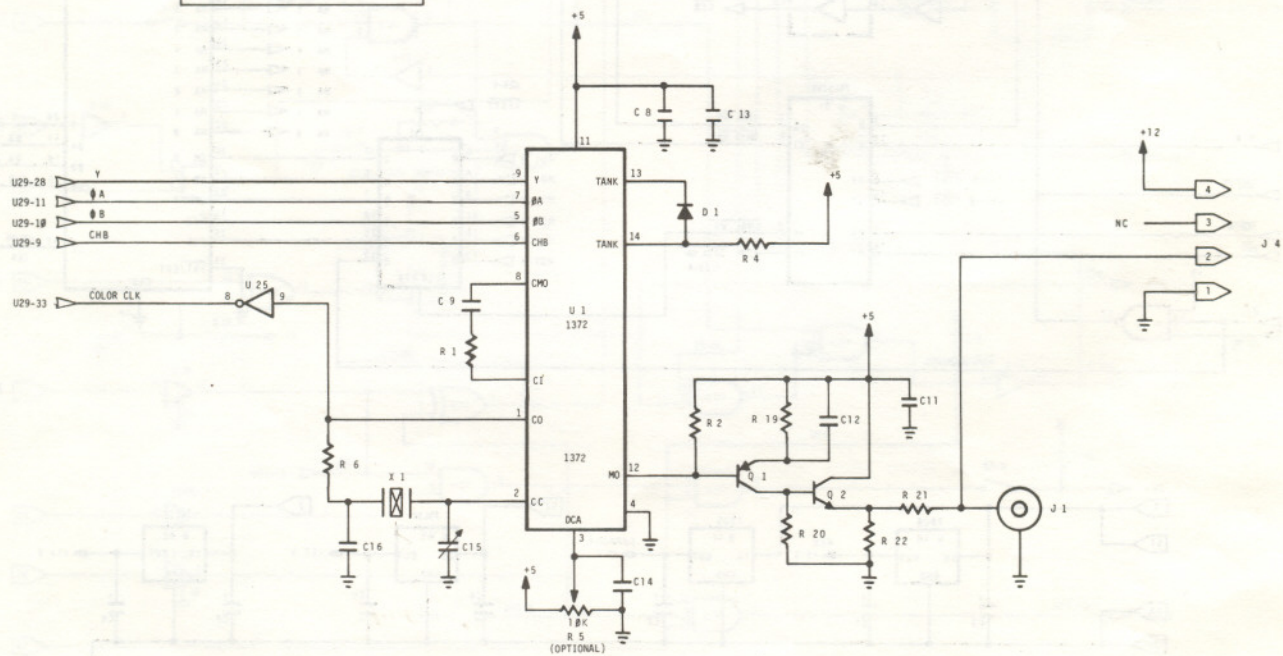 +5
C 8
C 13
11
+12
U29-28
Y
9
Y
TANK
13
+5
4
U29-11
ϕ A
7
ØA
U29-1Ø
ϕ B
5
ØB
D 1
NC
3
U29-9
CHB
6
CHB
TANK
14
R 4
2
J 4
8
CMO
U 25
C 9
1
U29-33
COLOR CLK
8
9
U 1
1372
+5
R 1
CI
1
CO
R 2
R 19
C12
C11
R 6
1372
X 1
MO
12
Q 1
Q 2
2
CC
4
R 21
J 1
DCA
R 20
R 22
C16
C15
3
+5
C14
1ØK
R 5
(OPTIONAL)